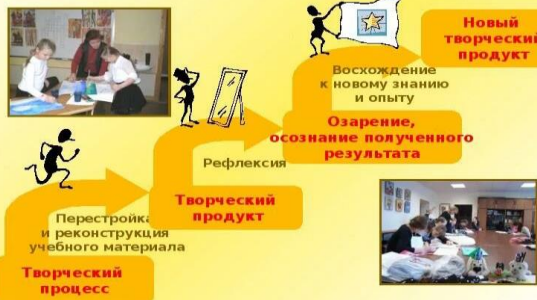 Новый
творческий
продукт
Восхождение
к новому знанию
и опыту
Озарение,
осознание полученного
результата
Рефлексия
Творческий
продукт
Перестройка
и реконструкция
учебного материала
Творческий
процесс